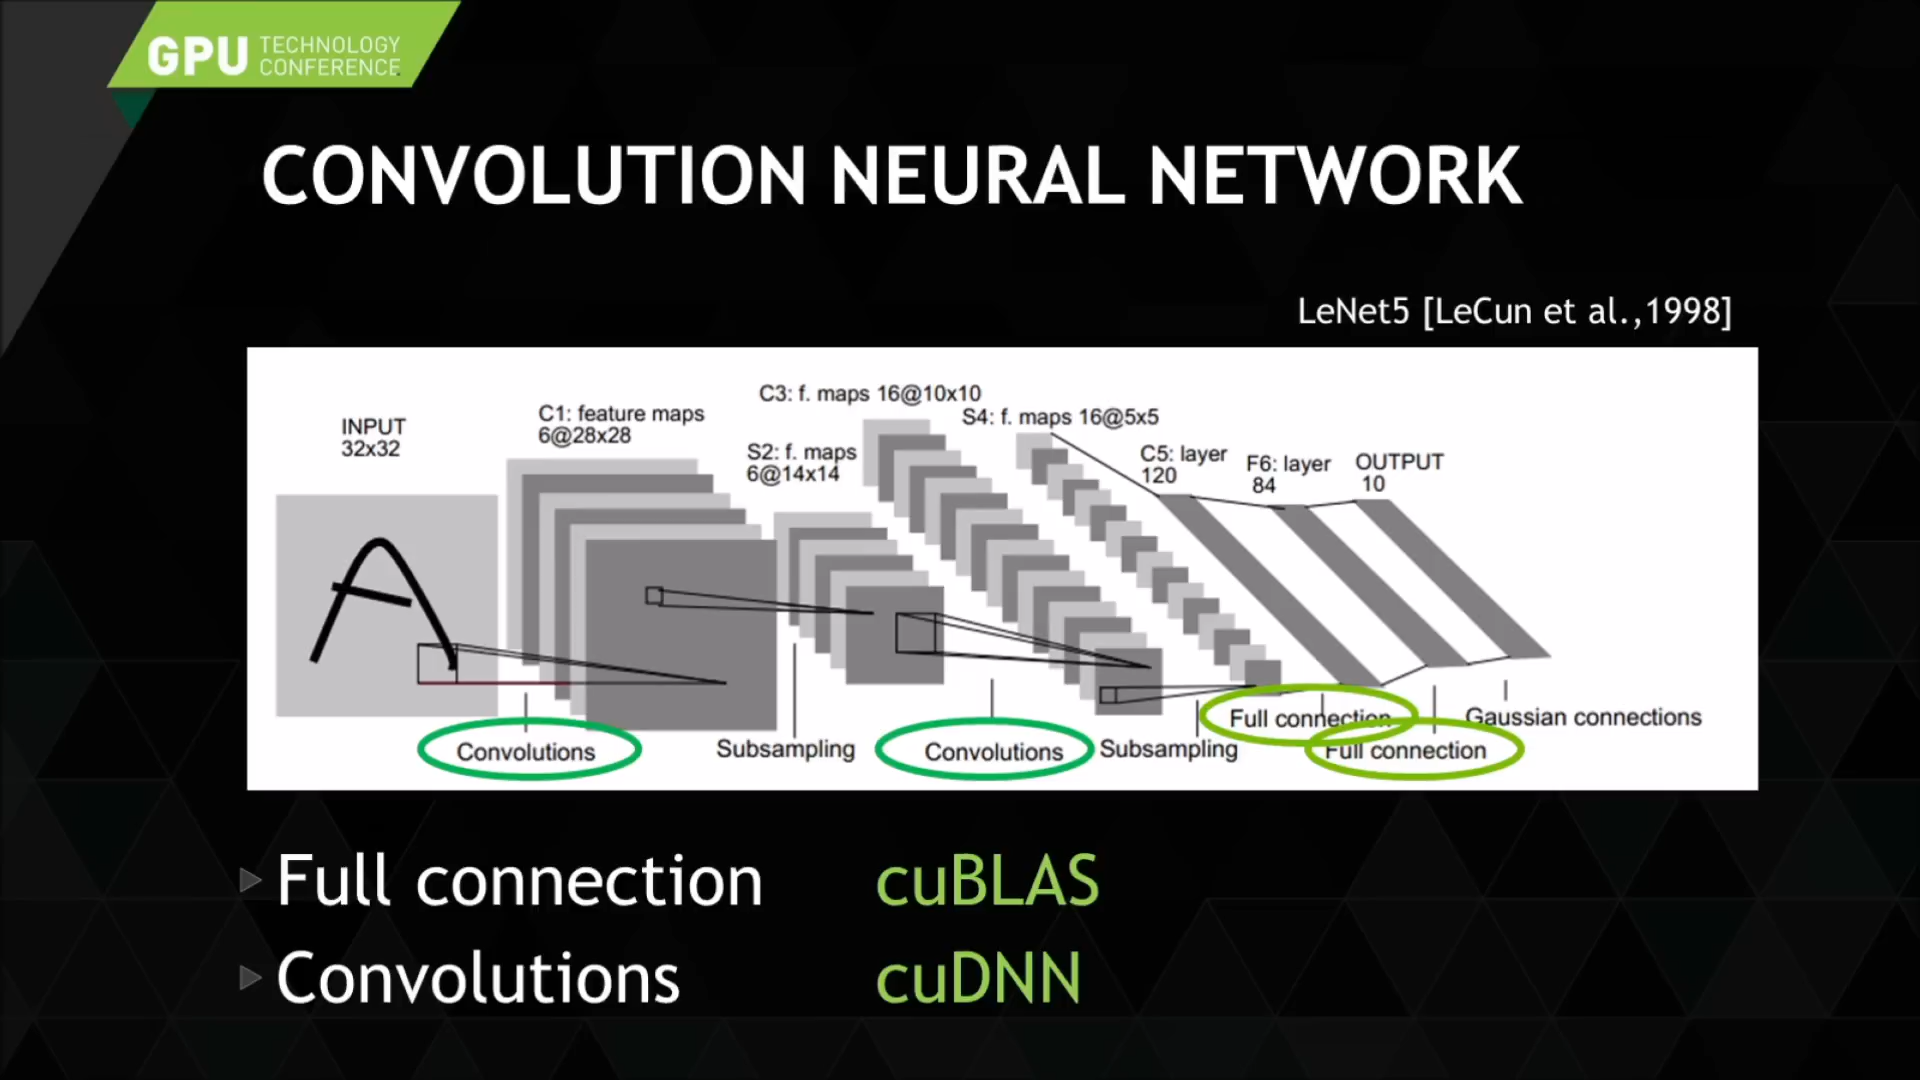 GPU TECHNOLOGY
CONFERENCE
CONVOLUTION NEURAL NETWORK
LeNet5 [LeCun et al.,1998]
INPUT
32x32
C1: feature maps
6@28x28
S2: f. maps
6@14x14
C3: f. maps 16@10x10
S4: f. maps 16@5x5
C5: layer
120
F6: layer
84
OUTPUT
10
Convolutions
Subsampling
Convolutions
Subsampling
Full connection
Full connection
Gaussian connections
Full connection cuBLAS
Convolutions cuDNN